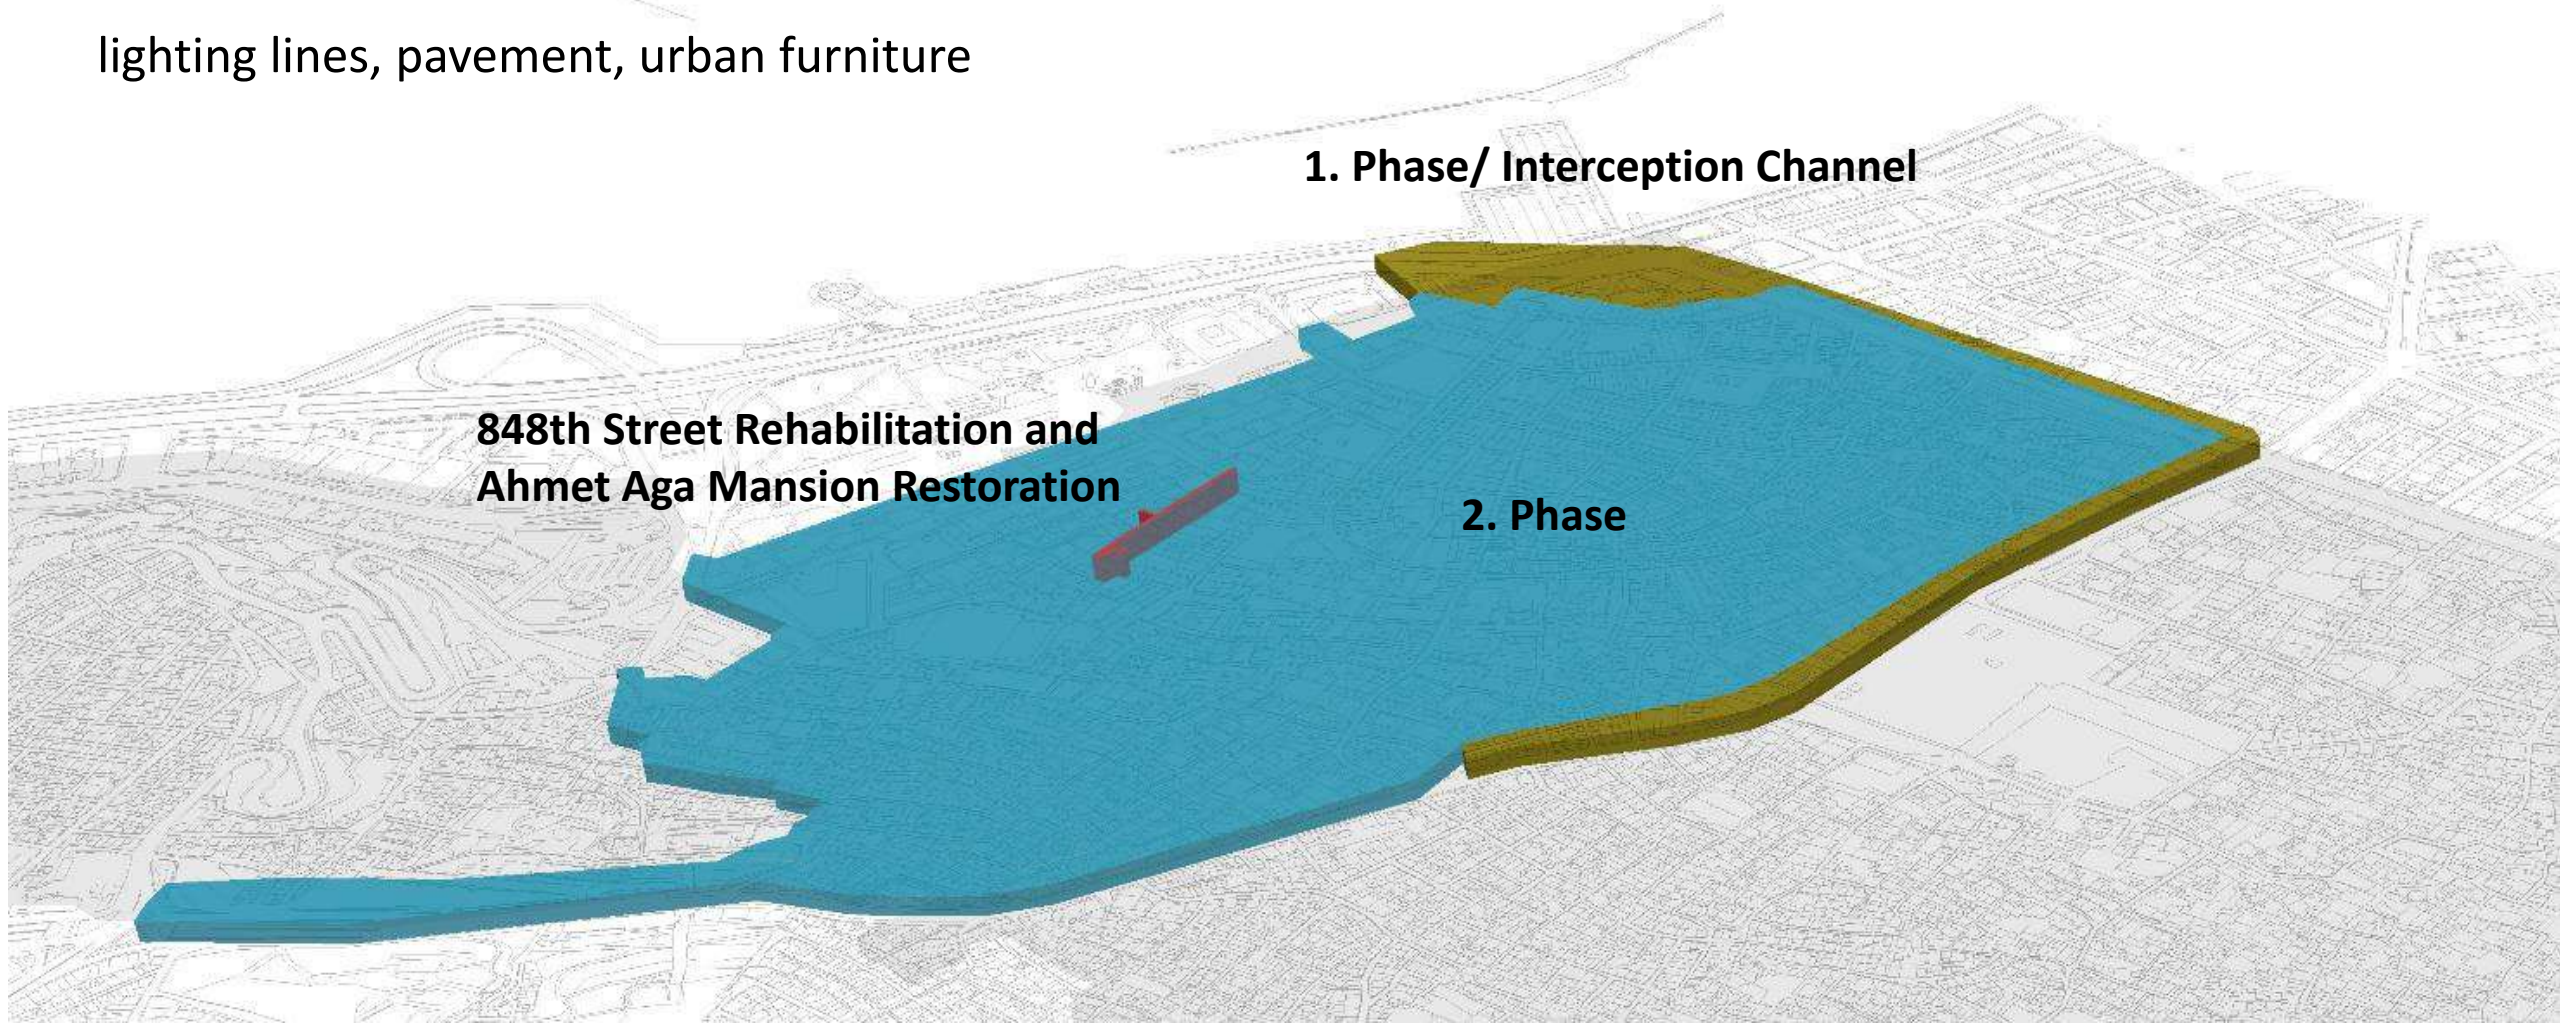 lighting lines, pavement, urban furniture
1. Phase/ Interception Channel
848th Street Rehabilitation and
Ahmet Aga Mansion Restoration
2. Phase